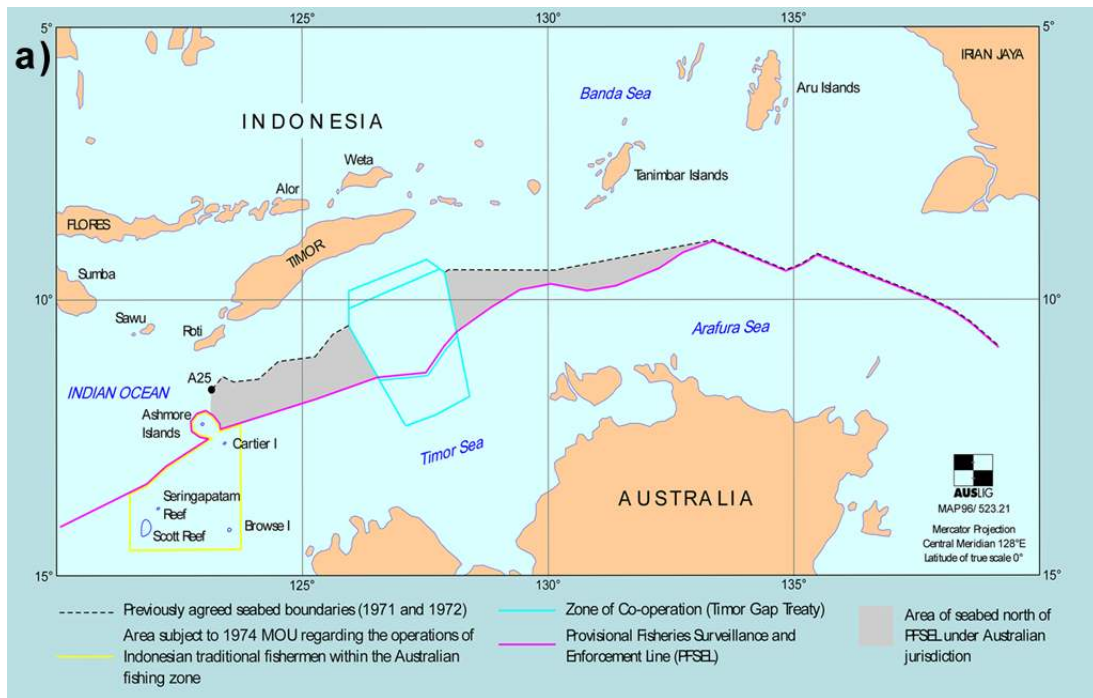 a)
5°
125°
130°
135°
5°
IRIAN JAYA
Banda Sea
Aru Islands
INDONESIA
Weta
Tanimbar Islands
Alor
FLORES
TIMOR
Sumba
10°
Sawu
Roti
Arafura Sea
10°
A25
INDIAN OCEAN
Ashmore
Islands
Cartier I
Timor Sea
Seringapatam
Reef
Scott Reef
Browse I
AUSTRALIA
AUSLIG
MAP 96/ 523.21
Mercator Projection
Central Meridian 128°E
Latitude of true scale 0°
15°
125°
130°
135°
15°
Previously agreed seabed boundaries (1971 and 1972)
Area subject to 1974 MOU regarding the operations of
Indonesian traditional fishermen within the Australian
fishing zone
Zone of Co-operation (Timor Gap Treaty)
Provisional Fisheries Surveillance and
Enforcement Line (PFSEL)
Area of seabed north of
PFSEL under Australian
jurisdiction